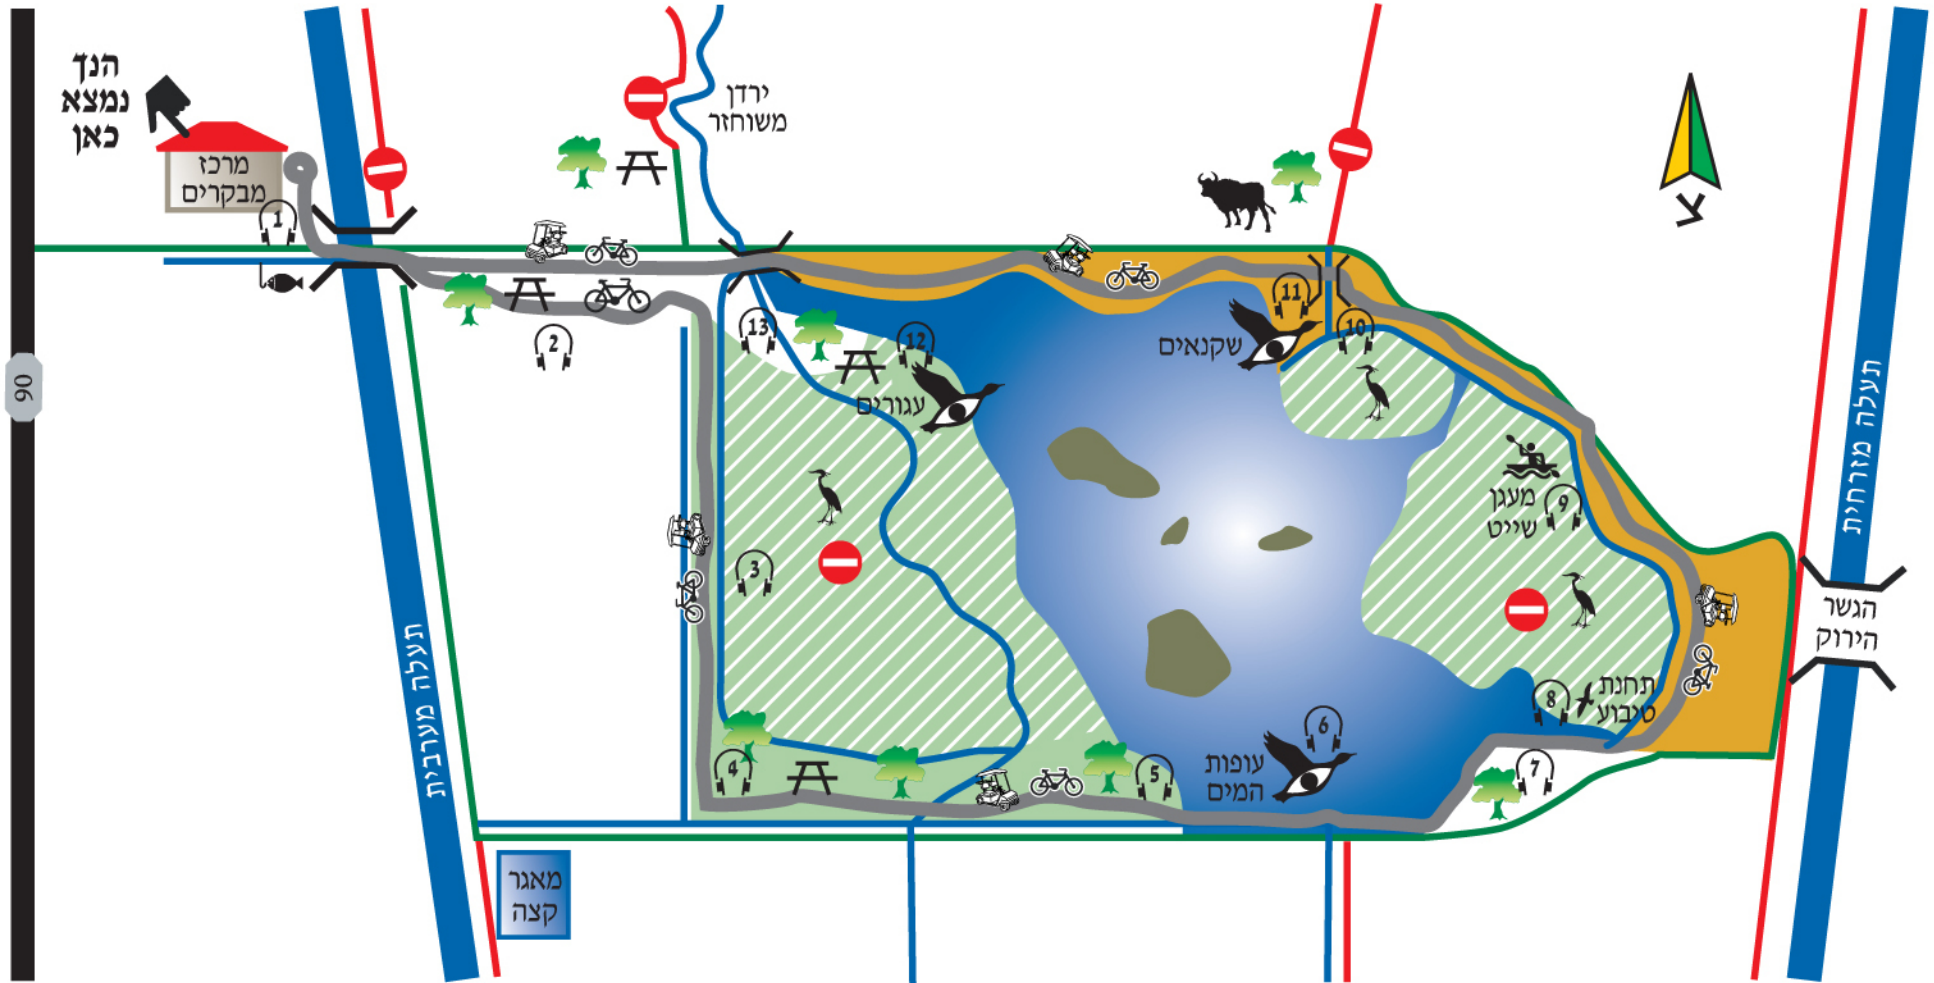 הנך
נמצא
כאן
מרכז
מבקרים
1
ירדן
משוחזר
צ
90
2
13
12
עגורים
11
שקנאים
10
תעלה מזרחית
מעגן
שייט
9
3
הגשר
הירוק
תעלה מערבית
תחנת
טיבוע
8
4
5
עופות
המים
6
7
מאגר
קצה